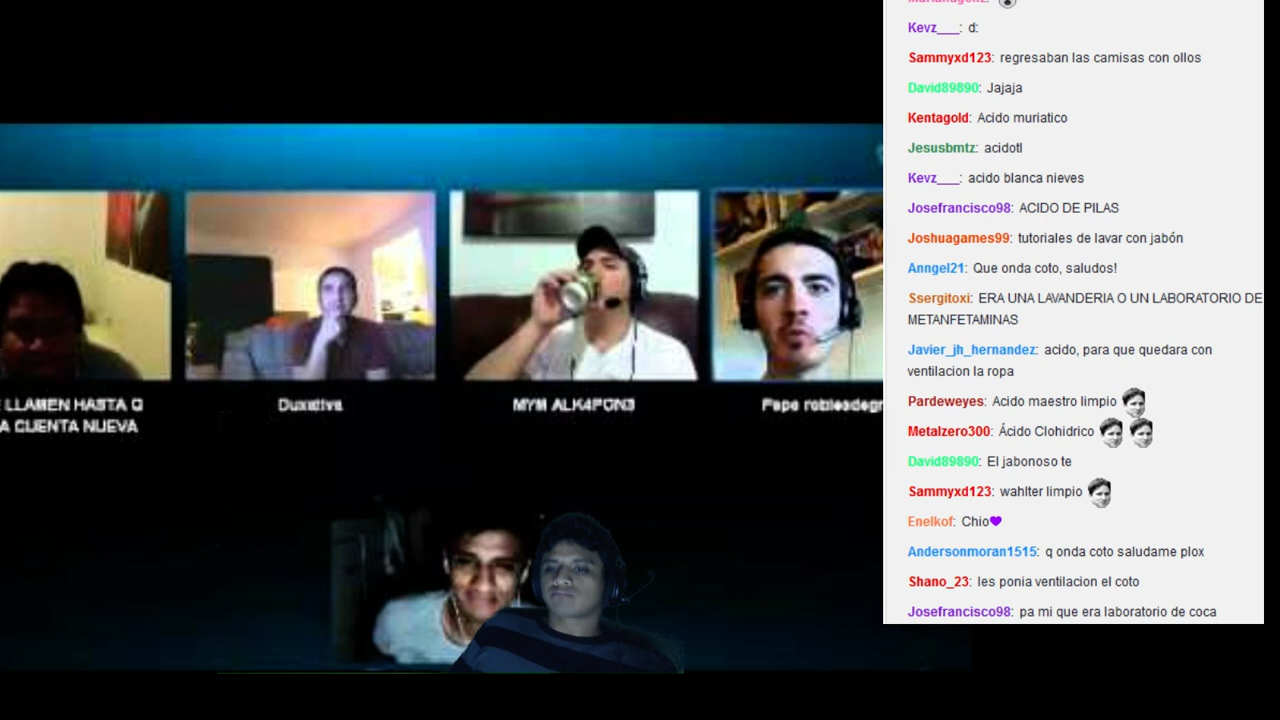 LLAMEN HASTA Q
A CUENTA NUEVA
Duxativa
MYM ALK4PON3
Pepe roblesdegr
Kevz___: d:
Sammyxd123: regresaban las camisas con ollos
David89890: Jajaja
Kentagold: Acido muriatico
Jesusbmtz: acidotl
Kevz___: acido blanca nieves
Josefrancisco98: ACIDO DE PILAS
Joshuagames99: tutoriales de lavar con jabón
Anngel21: Que onda coto, saludos!
Ssergitoxi: ERA UNA LAVANDERIA O UN LABORATORIO DE
METANFETAMINAS
Javier_jh_hernandez: acido, para que quedara con
ventilacion la ropa
Pardeweyes: Acido maestro limpio
Metalzero300: Ácido Clohidrico
David89890: El jabonoso te
Sammyxd123: wahlter limpio
Enelkof: Chio💜
Andersonmoran1515: q onda coto saludame plox
Shano_23: les ponia ventilacion el coto
Josefrancisco98: pa mi que era laboratorio de coca